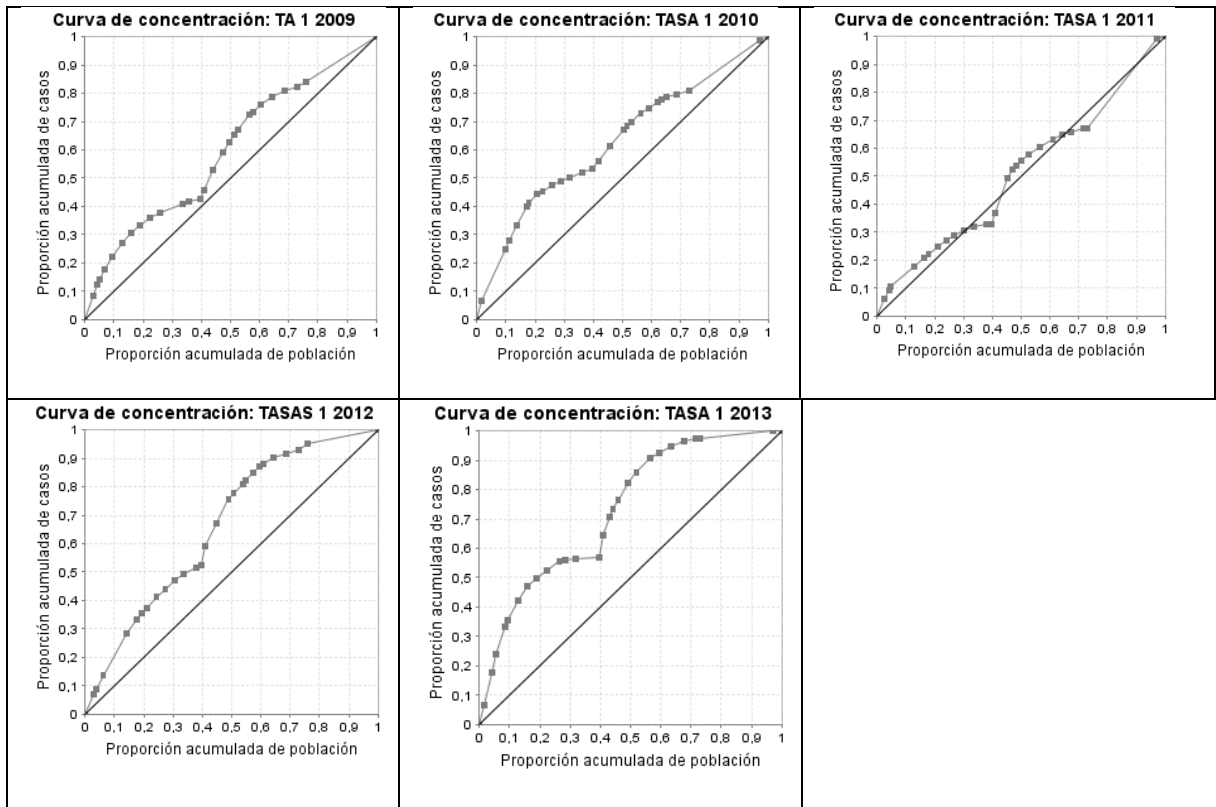 Curva de concentración: TA 1 2009
Proporción acumulada de casos
1
0,9
0,8
0,7
0,6
0,5
0,4
0,3
0,2
0,1
0
0 0,1 0,2 0,3 0,4 0,5 0,6 0,7 0,8 0,9 1
Proporción acumulada de población
Curva de concentración: TASA 1 2010
Proporción acumulada de casos
1
0,9
0,8
0,7
0,6
0,5
0,4
0,3
0,2
0,1
0
0 0,1 0,2 0,3 0,4 0,5 0,6 0,7 0,8 0,9 1
Proporción acumulada de población
Curva de concentración: TASA 1 2011
Proporción acumulada de casos
1
0,9
0,8
0,7
0,6
0,5
0,4
0,3
0,2
0,1
0
0 0,1 0,2 0,3 0,4 0,5 0,6 0,7 0,8 0,9 1
Proporción acumulada de población
Curva de concentración: TASAS 1 2012
Proporción acumulada de casos
1
0,9
0,8
0,7
0,6
0,5
0,4
0,3
0,2
0,1
0
0 0,1 0,2 0,3 0,4 0,5 0,6 0,7 0,8 0,9 1
Proporción acumulada de población
Curva de concentración: TASA 1 2013
Proporción acumulada de casos
1
0,9
0,8
0,7
0,6
0,5
0,4
0,3
0,2
0,1
0
0 0,1 0,2 0,3 0,4 0,5 0,6 0,7 0,8 0,9 1
Proporción acumulada de población